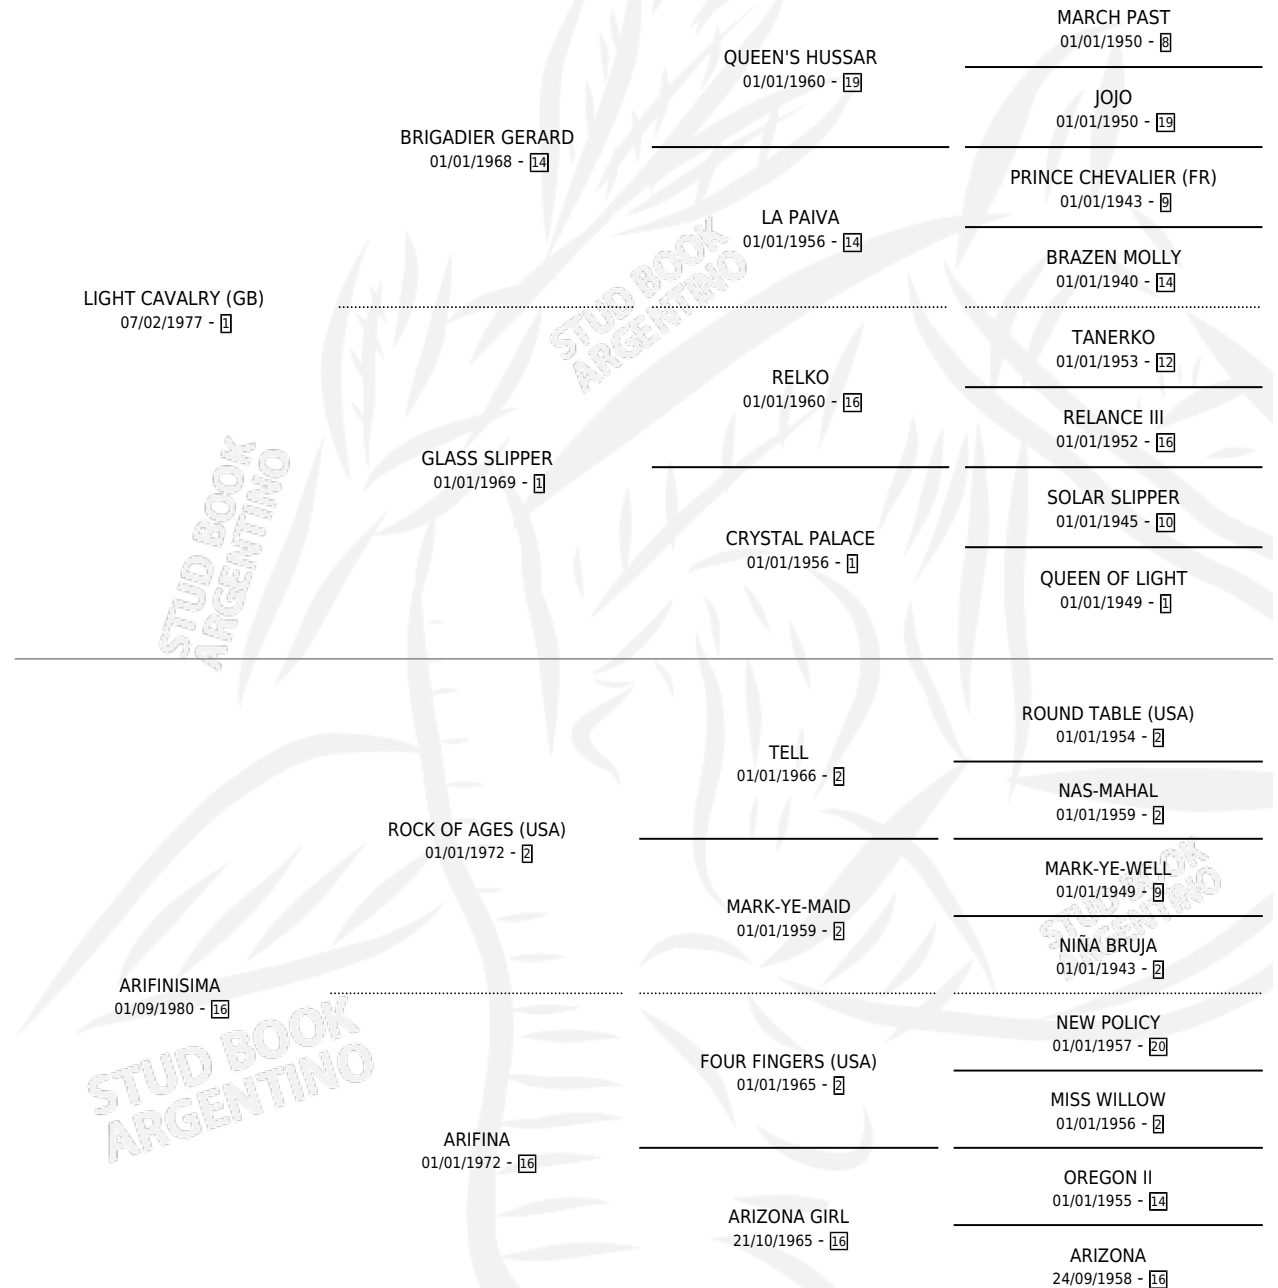 MARCH PAST
01/01/1950 - 8
QUEEN'S HUSSAR
01/01/1960 - 19
JOJO
01/01/1950 - 19
BRIGADIER GERARD
01/01/1968 - 14
PRINCE CHEVALIER (FR)
01/01/1943 - 9
LA PAIVA
01/01/1956 - 14
BRAZEN MOLLY
01/01/1940 - 14
LIGHT CAVALRY (GB)
07/02/1977 - 1
STUD BOOK
ARGENTINO
TANERKO
01/01/1953 - 12
RELKO
01/01/1960 - 16
RELANCE III
01/01/1952 - 16
GLASS SLIPPER
01/01/1969 - 1
STUD BOOK
ARGENTINO
SOLAR SLIPPER
01/01/1945 - 10
CRYSTAL PALACE
01/01/1956 - 1
QUEEN OF LIGHT
01/01/1949 - 1
ROUND TABLE (USA)
01/01/1954 - 2
TELL
01/01/1966 - 2
NAS-MAHAL
01/01/1959 - 2
ROCK OF AGES (USA)
01/01/1972 - 2
MARK-YE-WELL
01/01/1949 - 9
STUD BOOK
ARGENTINO
MARK-YE-MAID
01/01/1959 - 2
NIÑA BRUJA
01/01/1943 - 2
ARIFINISIMA
01/09/1980 - 16
STUD BOOK
ARGENTINO
NEW POLICY
01/01/1957 - 20
FOUR FINGERS (USA)
01/01/1965 - 2
MISS WILLOW
01/01/1956 - 2
ARIFINA
01/01/1972 - 16
OREGON II
01/01/1955 - 14
ARIZONA GIRL
21/10/1965 - 16
ARIZONA
24/09/1958 - 16